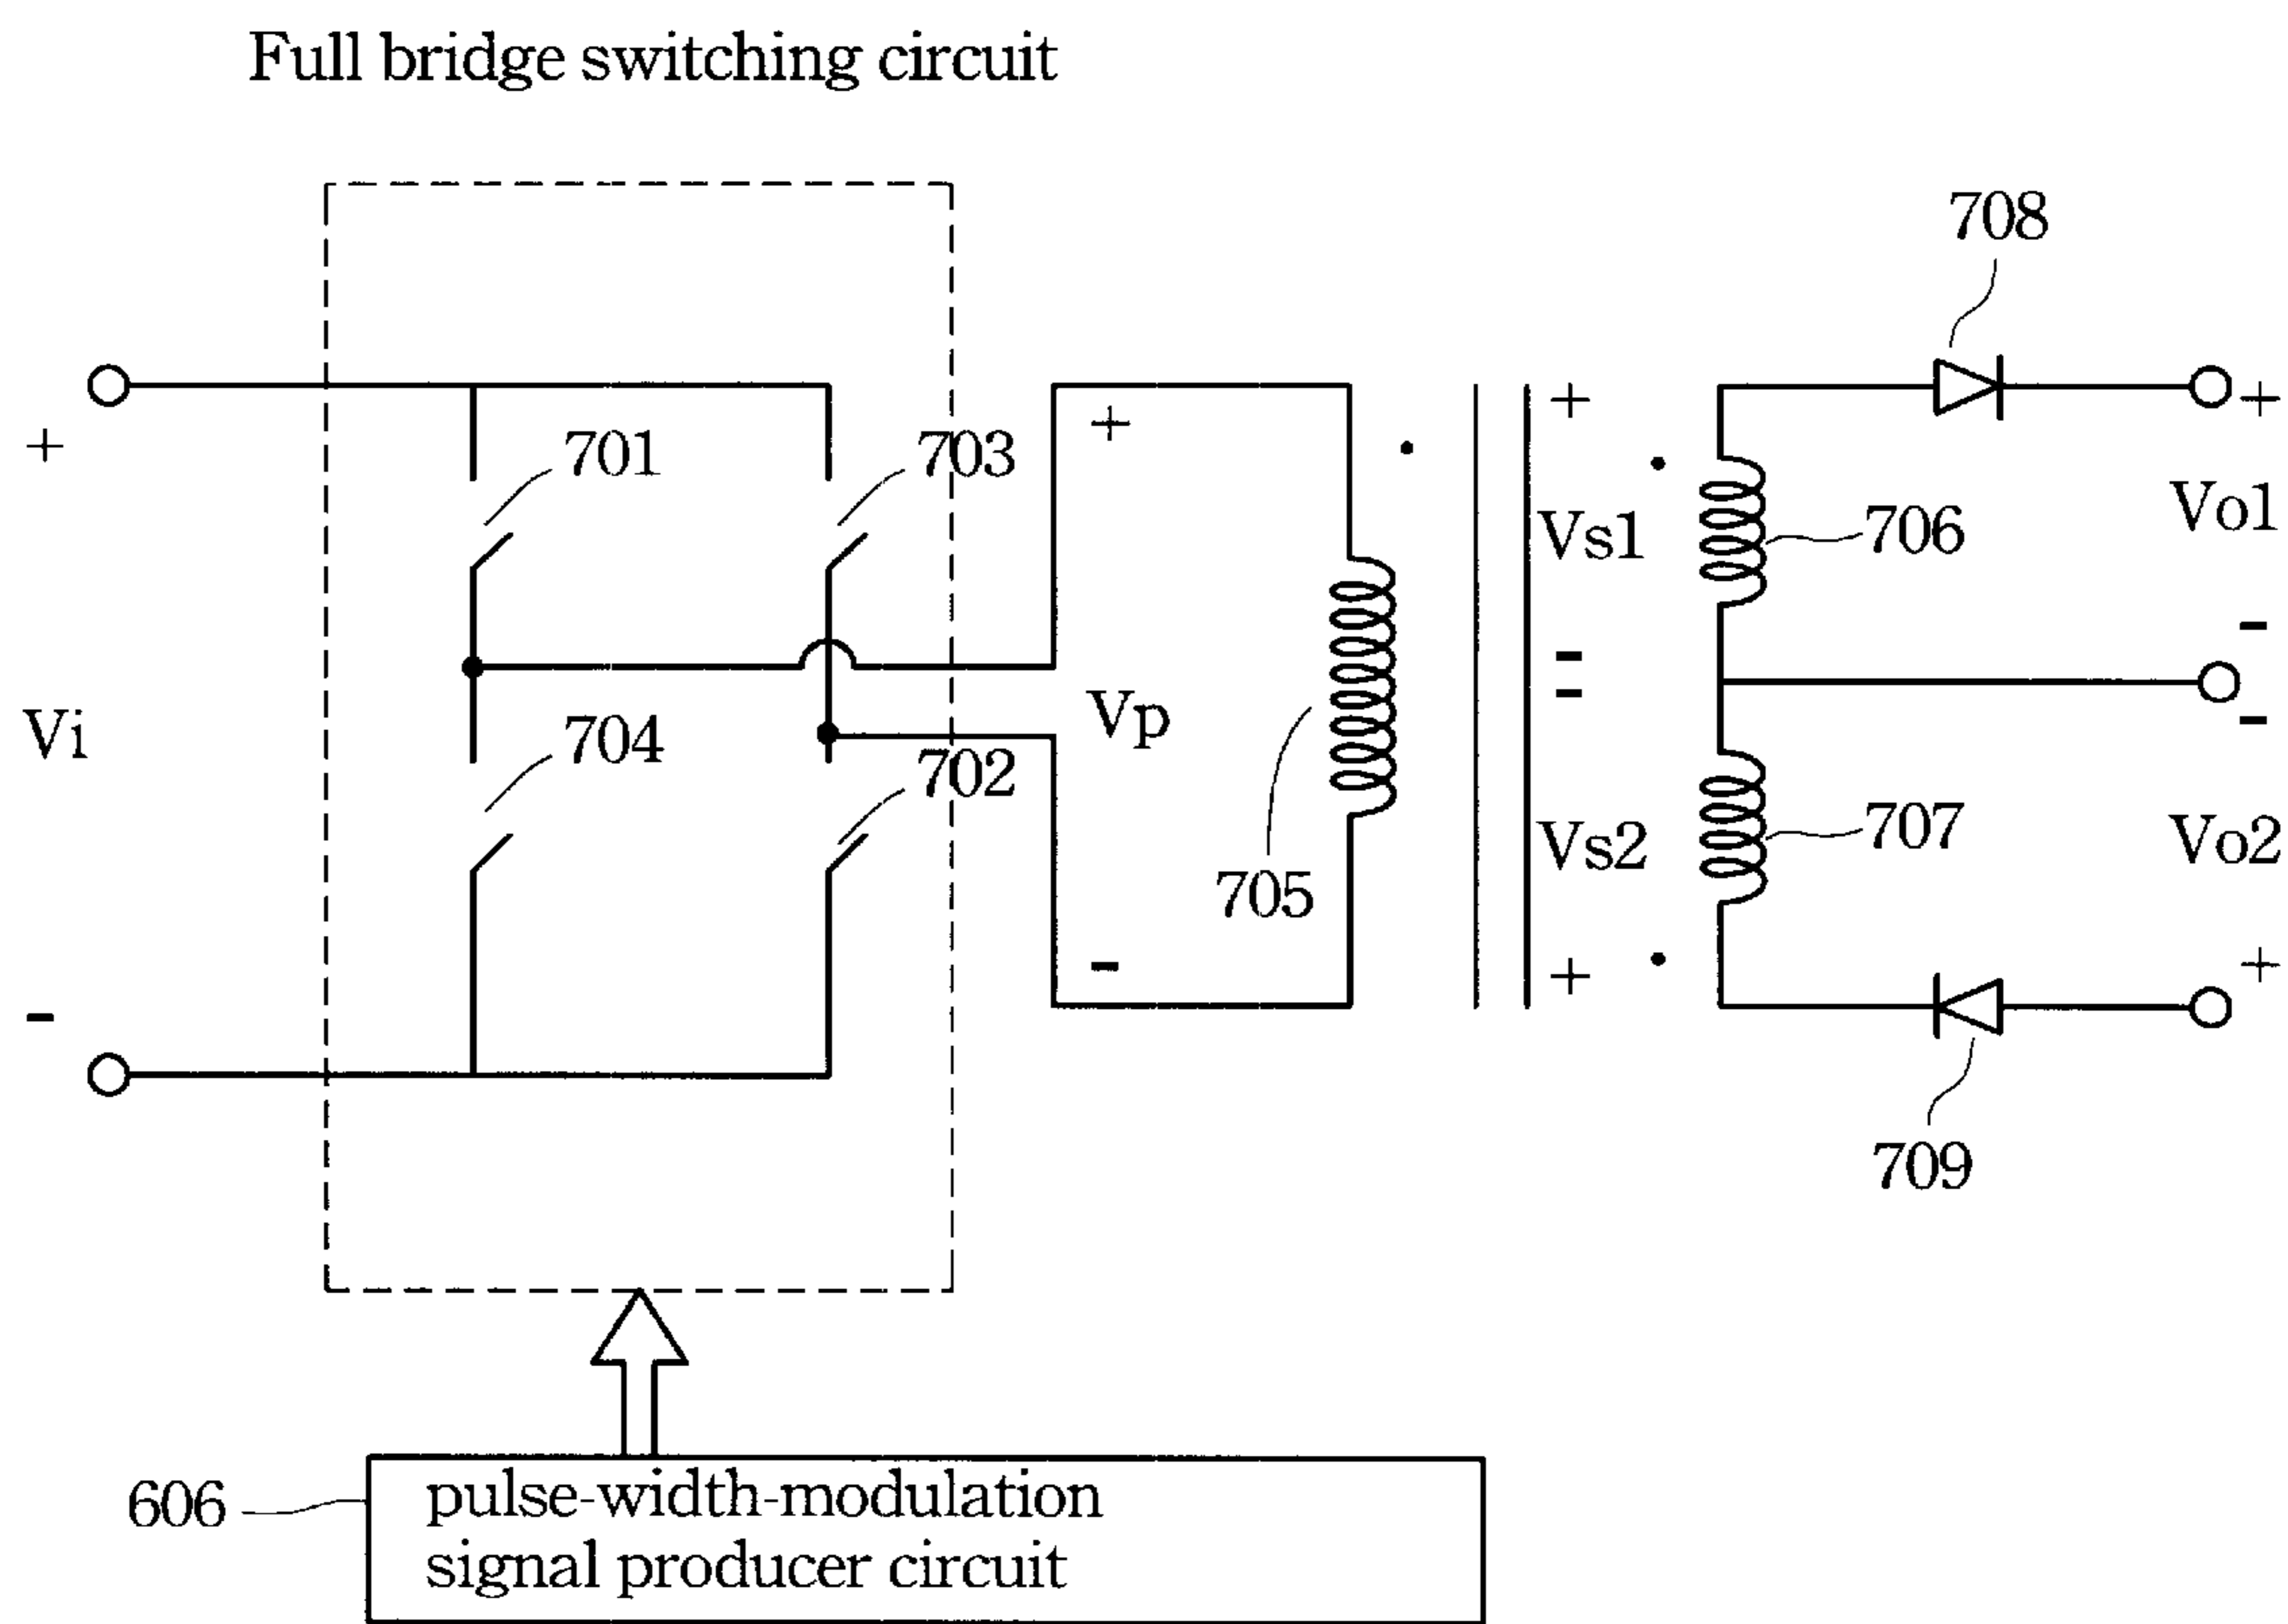 Full bridge switching circuit
708
+
+
+
+
701
703
Vs1
706
Vo1
-
-
Vi
704
Vp
-
-
702
705
Vs2
707
Vo2
-
-
+
+
709
606
pulse-width-modulation
signal producer circuit